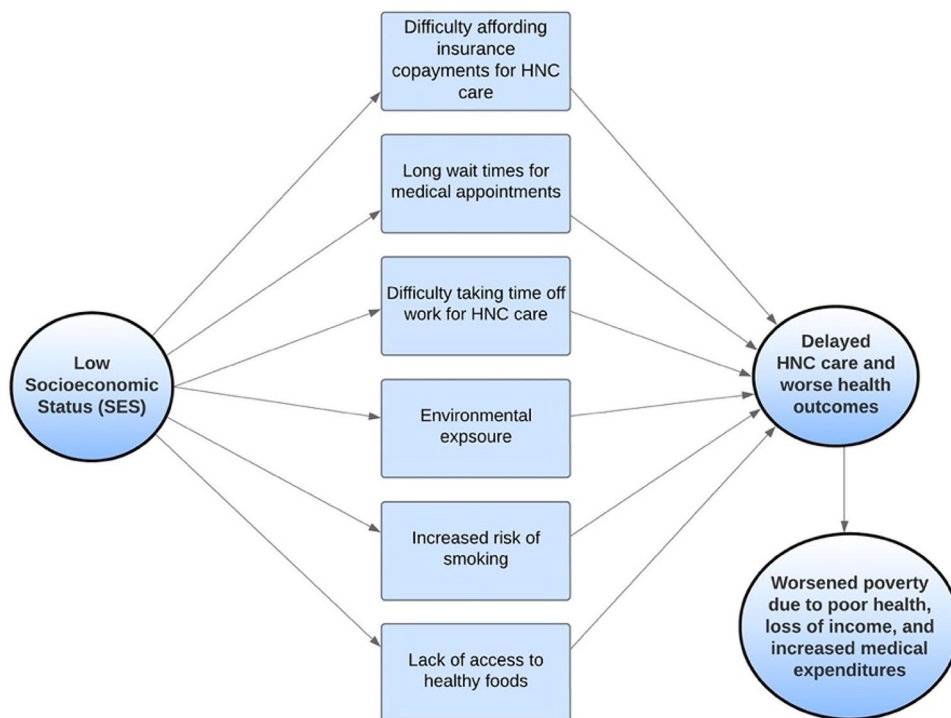 Difficulty affording
insurance
copayments for HNC
care
Long wait times for
medical appointments
Difficulty taking time off
work for HNC care
Low
Socioeconomic
Status (SES)
Delayed
HNC care and
worse health
outcomes
Environmental
expsoure
Increased risk of
smoking
Worsened poverty
due to poor health,
loss of income, and
increased medical
expenditures
Lack of access to
healthy foods